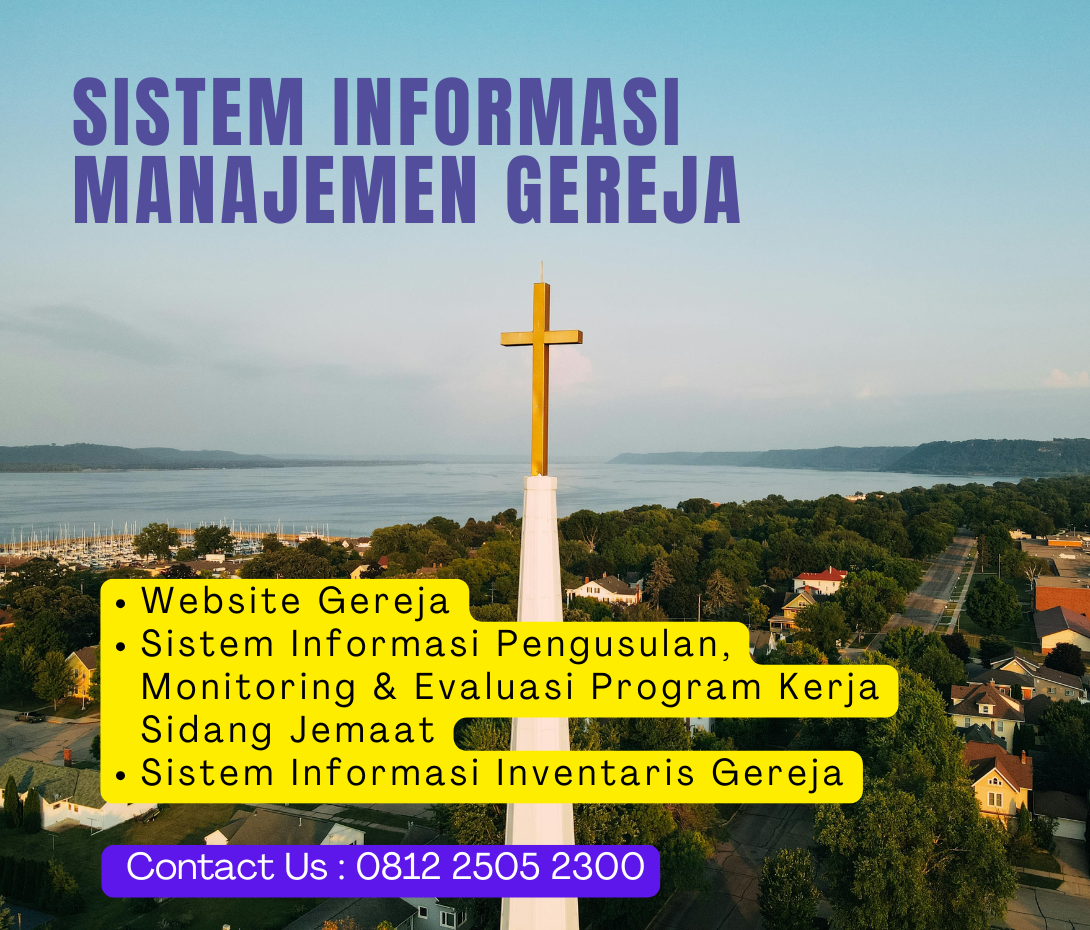 SISTEM INFORMASI
MANAJEMEN GEREJA
• Website Gereja
• Sistem Informasi Pengusulan,
Monitoring & Evaluasi Program Kerja
Sidang Jemaat
• Sistem Informasi Inventaris Gereja
Contact Us : 0812 2505 2300